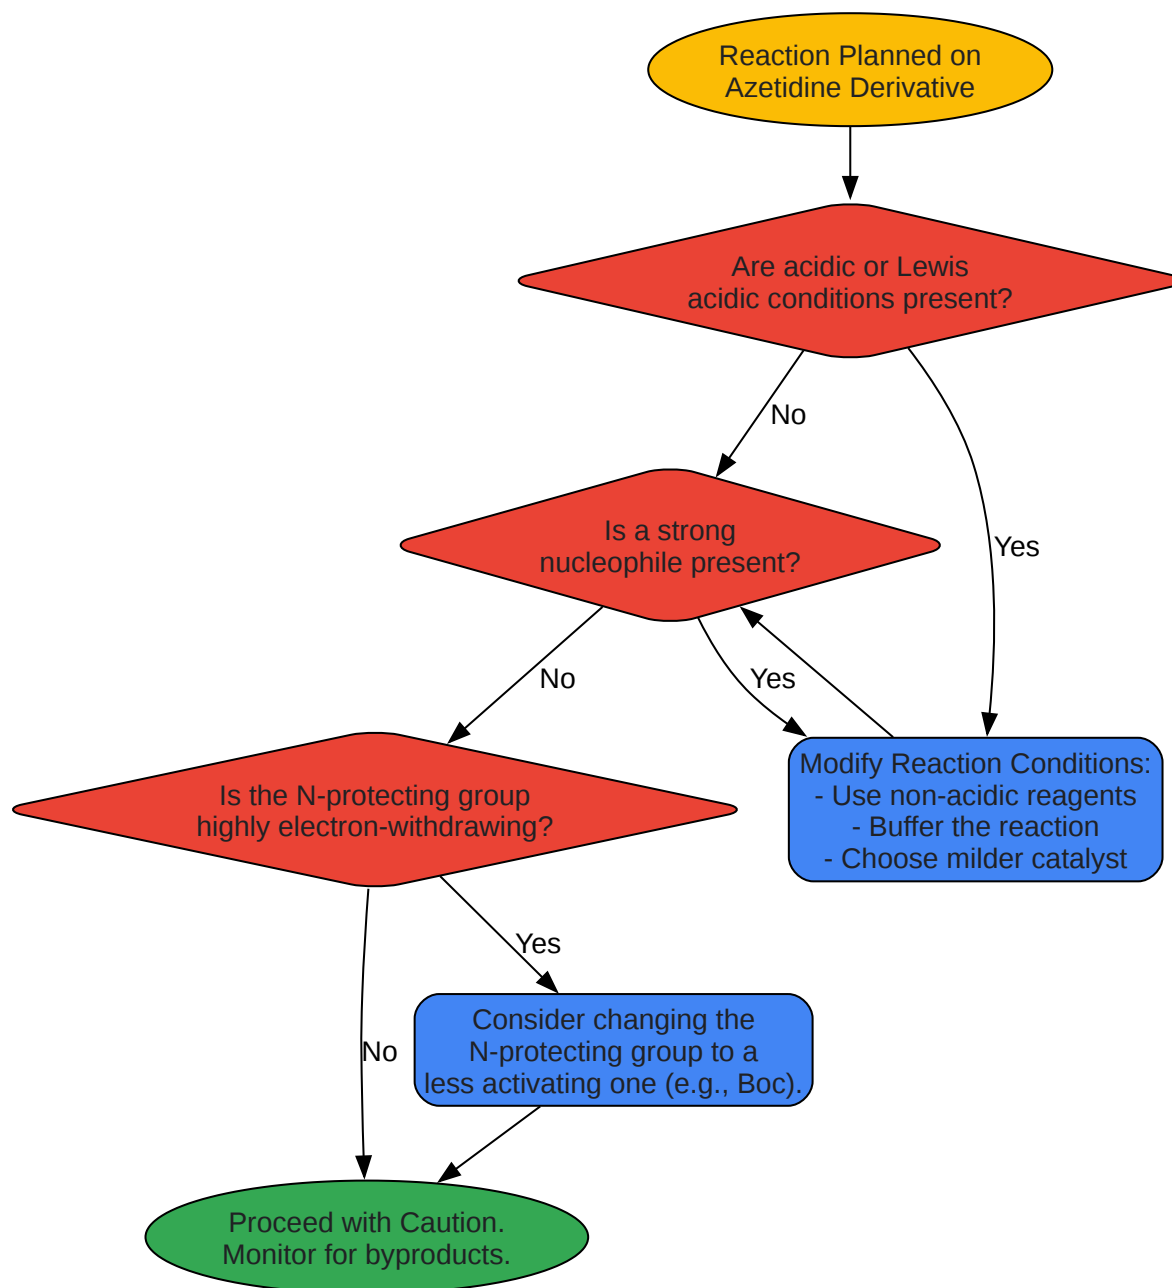 Reaction Planned on
Azetidine Derivative
Are acidic or Lewis
acidic conditions present?
No
Yes
Is a strong
nucleophile present?
No
Yes
Modify Reaction Conditions:
- Use non-acidic reagents
- Buffer the reaction
- Choose milder catalyst
Is the N-protecting group
highly electron-withdrawing?
Yes
No
Consider changing the
N-protecting group to a
less activating one (e.g., Boc).
Proceed with Caution.
Monitor for byproducts.